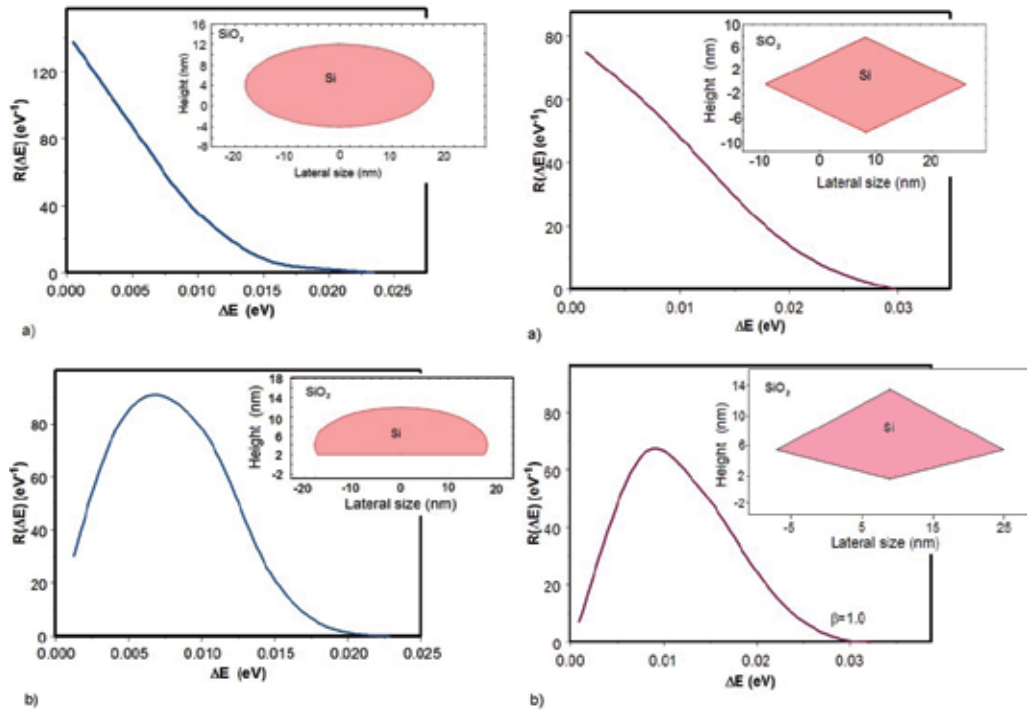 SiO2
Si
Height (nm)
16
12
8
4
0
-4
-8
-20
-10
0
10
20
Lateral size (nm)
R(ΔE) (eV-1)
120
80
40
0
0.000
0.005
0.010
0.015
0.020
0.025
ΔE (eV)
a)
SiO2
Si
Height (nm)
10
6
2
-2
-6
-10
-10
0
10
20
Lateral size (nm)
R(ΔE) (eV-1)
80
60
40
20
0
0.00
0.01
0.02
0.03
ΔE (eV)
a)
SiO2
Si
Height (nm)
18
14
10
6
2
-2
-20
-10
0
10
20
Lateral size (nm)
R(ΔE) (eV-1)
80
60
40
20
0
0.000
0.005
0.010
0.015
0.020
0.025
ΔE (eV)
b)
SiO2
Si
Height (nm)
14
10
6
2
-2
-5
5
15
25
Lateral size (nm)
R(ΔE) (eV-1)
80
60
40
20
0
β=1.0
0.00
0.01
0.02
0.03
ΔE (eV)
b)